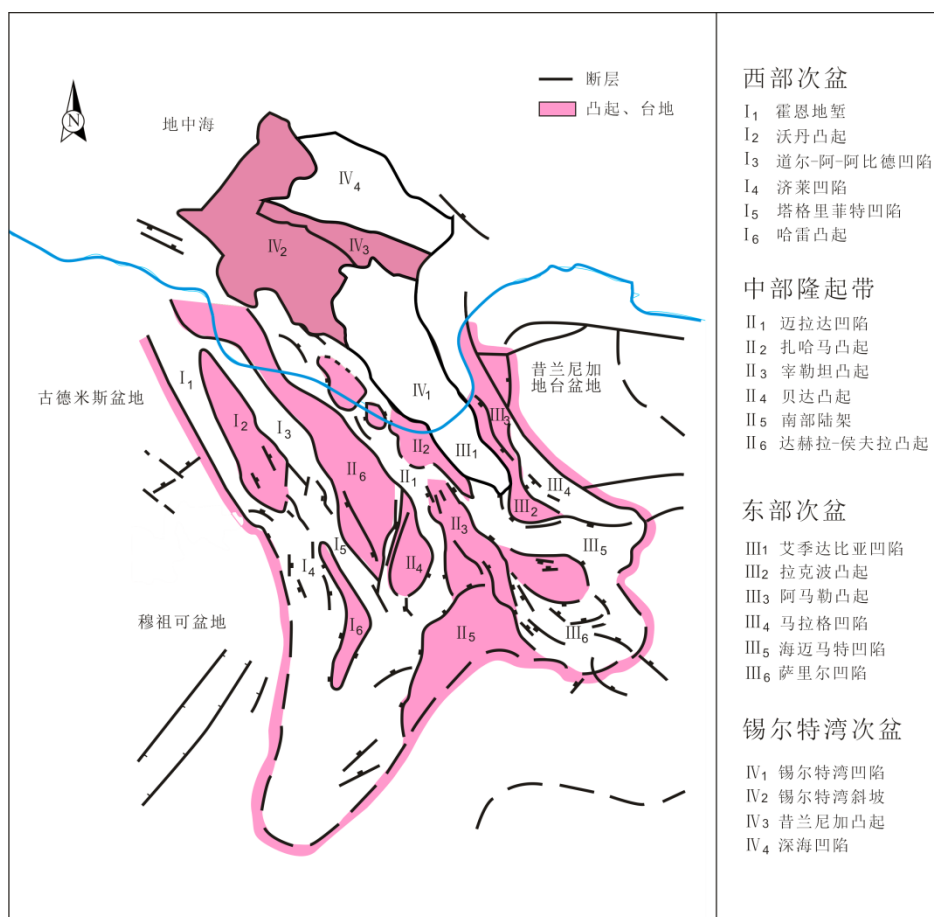 断层
凸起、台地
N
地中海
Ⅳ4
Ⅳ2
Ⅳ3
昔兰尼加
地台盆地
古德米斯盆地
Ⅰ1
Ⅰ2
Ⅰ3
Ⅳ1
Ⅲ3
Ⅱ2
Ⅲ1
Ⅱ6
Ⅱ1
Ⅲ4
Ⅲ2
Ⅱ3
Ⅲ5
Ⅰ5
Ⅰ4
Ⅱ4
穆祖可盆地
Ⅰ6
Ⅱ5
Ⅲ6
西部次盆
Ⅰ1 霍恩地堑
Ⅰ2 沃丹凸起
Ⅰ3 道尔-阿-阿比德凹陷
Ⅰ4 济莱凹陷
Ⅰ5 塔格里菲特凹陷
Ⅰ6 哈雷凸起
中部隆起带
Ⅱ1 迈拉达凹陷
Ⅱ2 扎哈马凸起
Ⅱ3 宰勒坦凸起
Ⅱ4 贝达凸起
Ⅱ5 南部陆架
Ⅱ6 达赫拉-侯夫拉凸起
东部次盆
Ⅲ1 艾季达比亚凹陷
Ⅲ2 拉克波凸起
Ⅲ3 阿马勒凸起
Ⅲ4 马拉格凹陷
Ⅲ5 海迈马特凹陷
Ⅲ6 萨里尔凹陷
锡尔特湾次盆
Ⅳ1 锡尔特湾凹陷
Ⅳ2 锡尔特湾斜坡
Ⅳ3 昔兰尼加凸起
Ⅳ4 深海凹陷